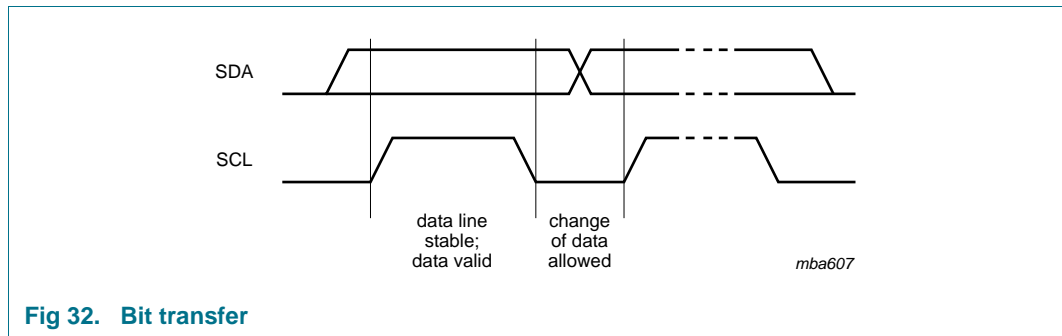 SDA
SCL
data line
stable;
data valid
change
of data
allowed
mba607
Fig 32. Bit transfer